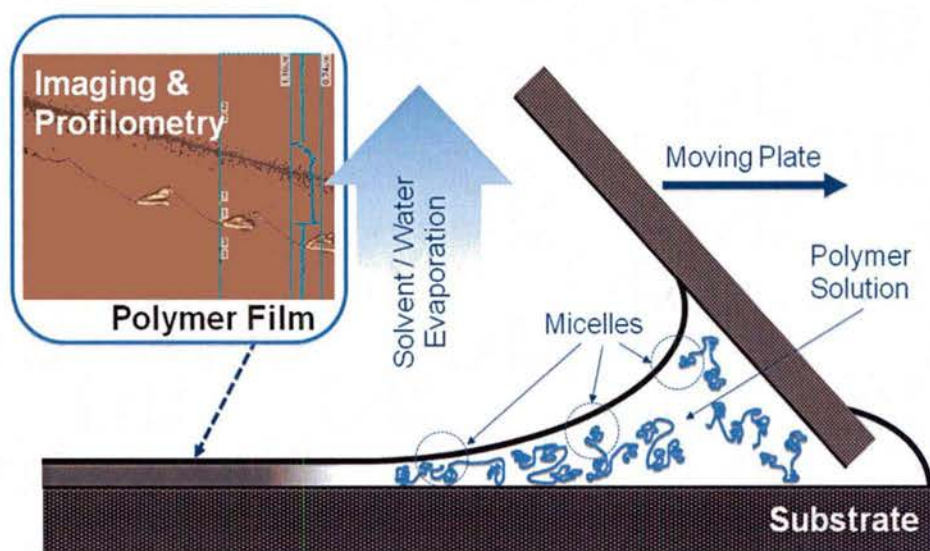 Imaging &
Profilometry
Polymer Film
Solvent / Water
Evaporation
Moving Plate
Polymer
Solution
Micelles
Substrate